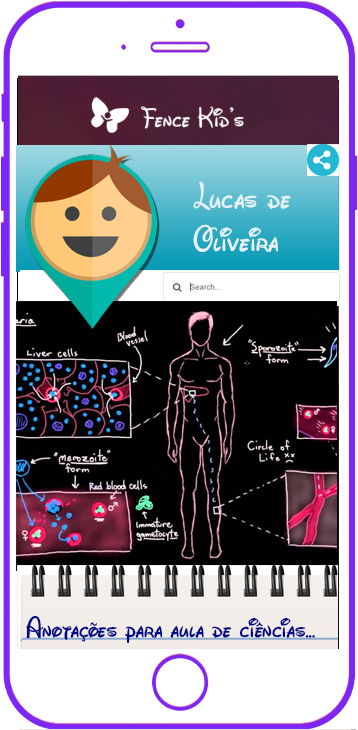 Fence Kid's
Lucas de
Oliveira
Search...
aria
Blood
vessel
Liver cells
"Sporozoite"
form
"Merozoite"
form
Red blood cells
Immature
gametocyte
Circle of
Life
Anotações para aula de ciências...